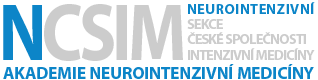 NCSIM
NEUROINTENZIVNÍ
SEKCE
ČESKÉ SPOLEČNOSTI
INTENZIVNÍ MEDICÍNY
AKADEMIE NEUROINTENZIVNÍ MEDICÍNY